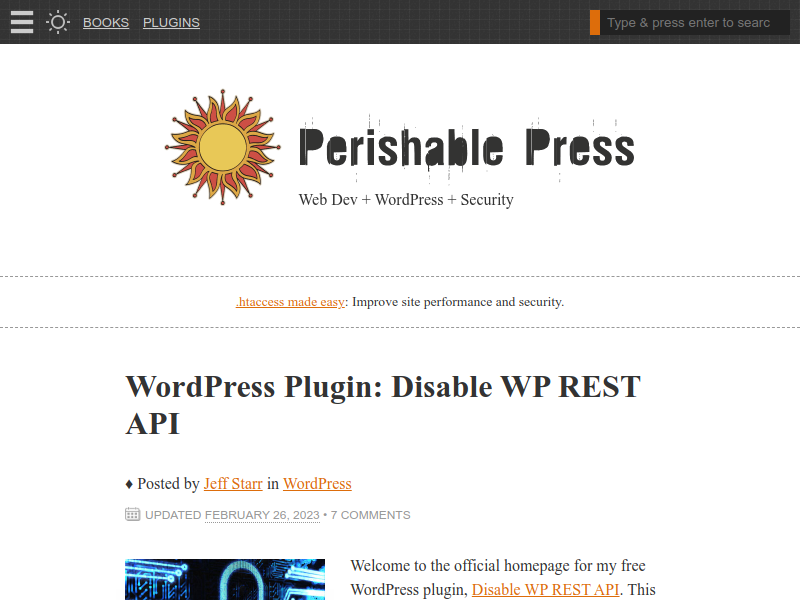 BOOKS PLUGINS
Type & press enter to searc
Perishable Press
Web Dev + WordPress + Security
.htaccess made easy: Improve site performance and security.
WordPress Plugin: Disable WP REST
API
♦ Posted by Jeff Starr in WordPress
UPDATED FEBRUARY 26, 2023 • 7 COMMENTS
Welcome to the official homepage for my free
WordPress plugin, Disable WP REST API. This